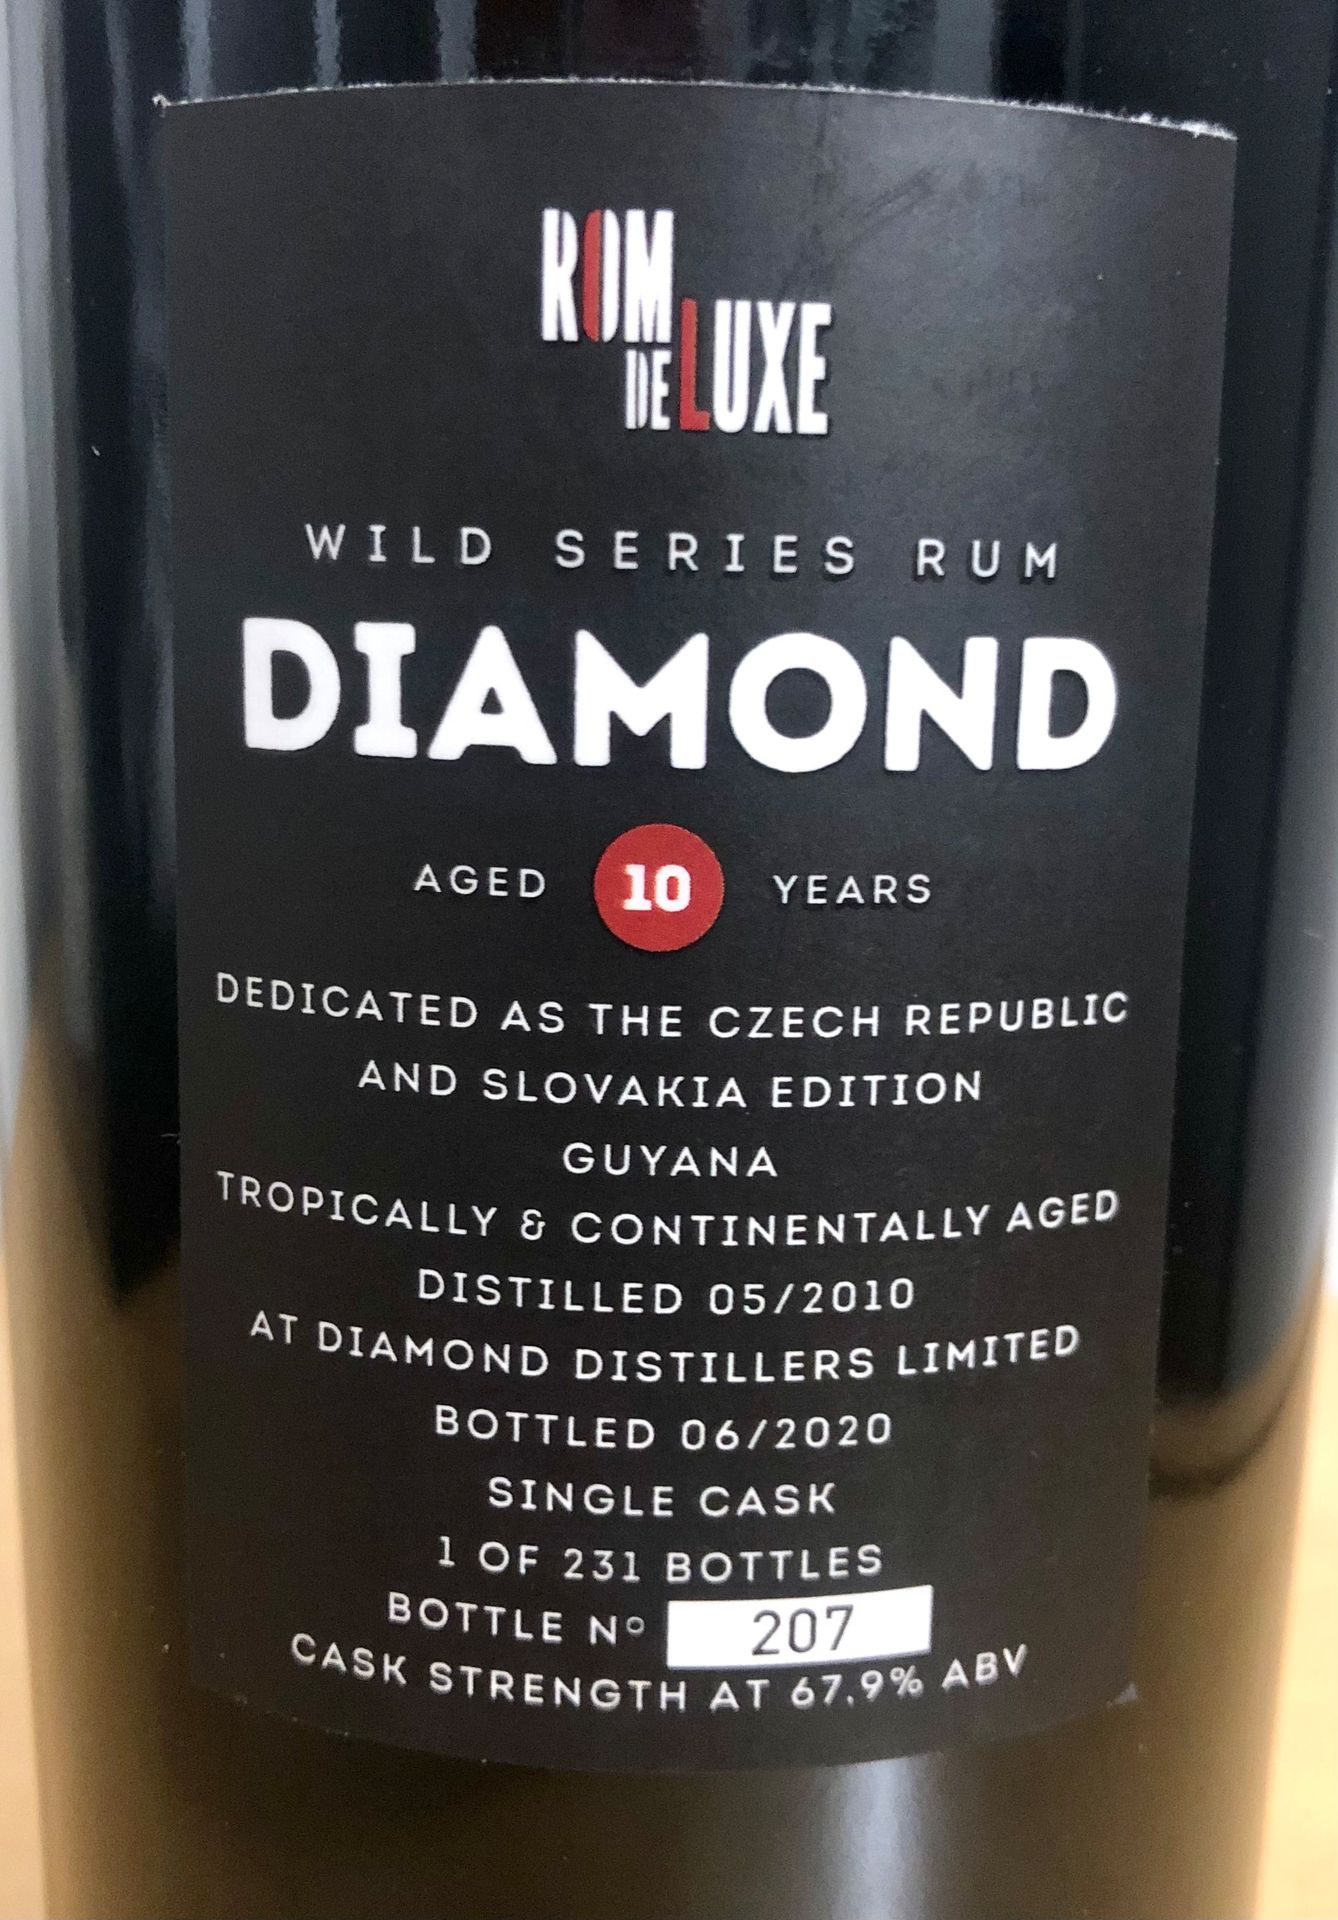 ROM
DE LUXE
WILD SERIES RUM
DIAMOND
AGED 10 YEARS
DEDICATED AS THE CZECH REPUBLIC
AND SLOVAKIA EDITION
GUYANA
TROPICALLY & CONTINENTALLY AGED
DISTILLED 05/2010
AT DIAMOND DISTILLERS LIMITED
BOTTLED 06/2020
SINGLE CASK
1 OF 231 BOTTLES
BOTTLE Nº 207
CASK STRENGTH AT 67.9% ABV